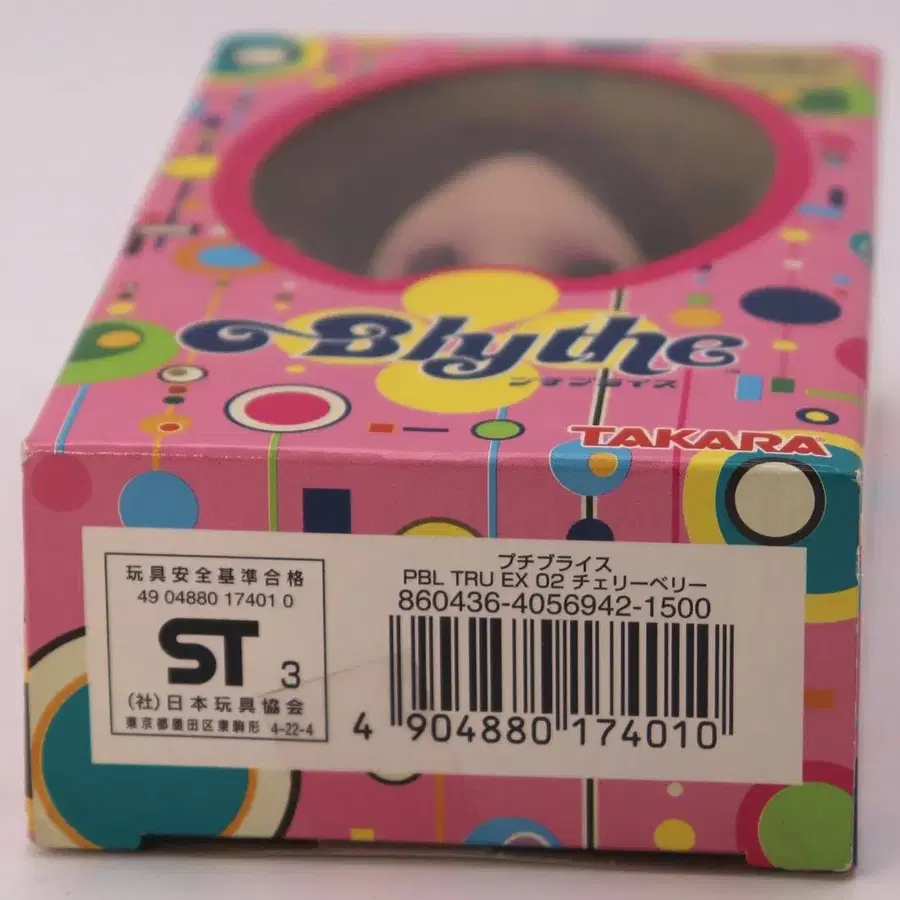 Blythe
プチブライス
TAKARA
玩具安全基準合格
49 04880 17401 0
ST 3
(社)日本玩具協会
東京都墨田区東駒形 4-22-4
プチブライス
PBL TRU EX 02 チェリーベリー
860436-4056942-1500
4 904880 174010